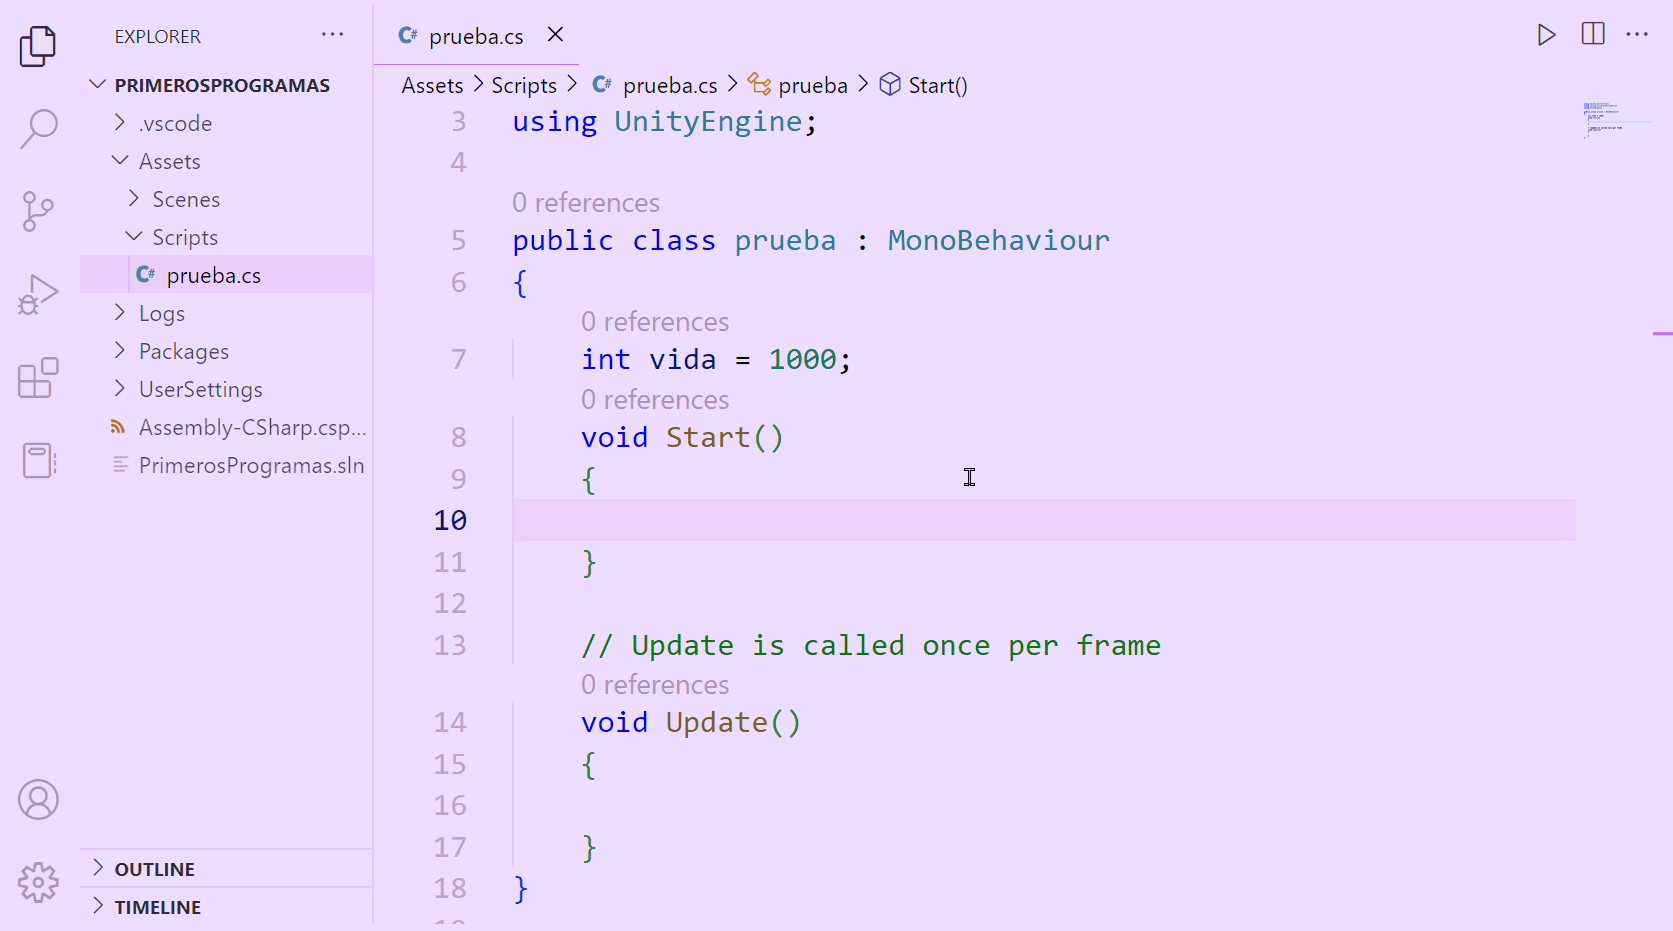 EXPLORER
PRIMEROSPROGRAMAS
.vscode
Assets
Scenes
Scripts
C# prueba.cs
Logs
Packages
UserSettings
Assembly-CSharp.csp...
PrimerosProgramas.sln
OUTLINE
TIMELINE
C# prueba.cs
Assets > Scripts > C# prueba.cs > prueba > Start()
3 using UnityEngine;
4
0 references
5 public class prueba : MonoBehaviour
6 {
0 references
7 int vida = 1000;
0 references
8 void Start()
9 {
10
11 }
12
13 // Update is called once per frame
0 references
14 void Update()
15 {
16
17 }
18 }